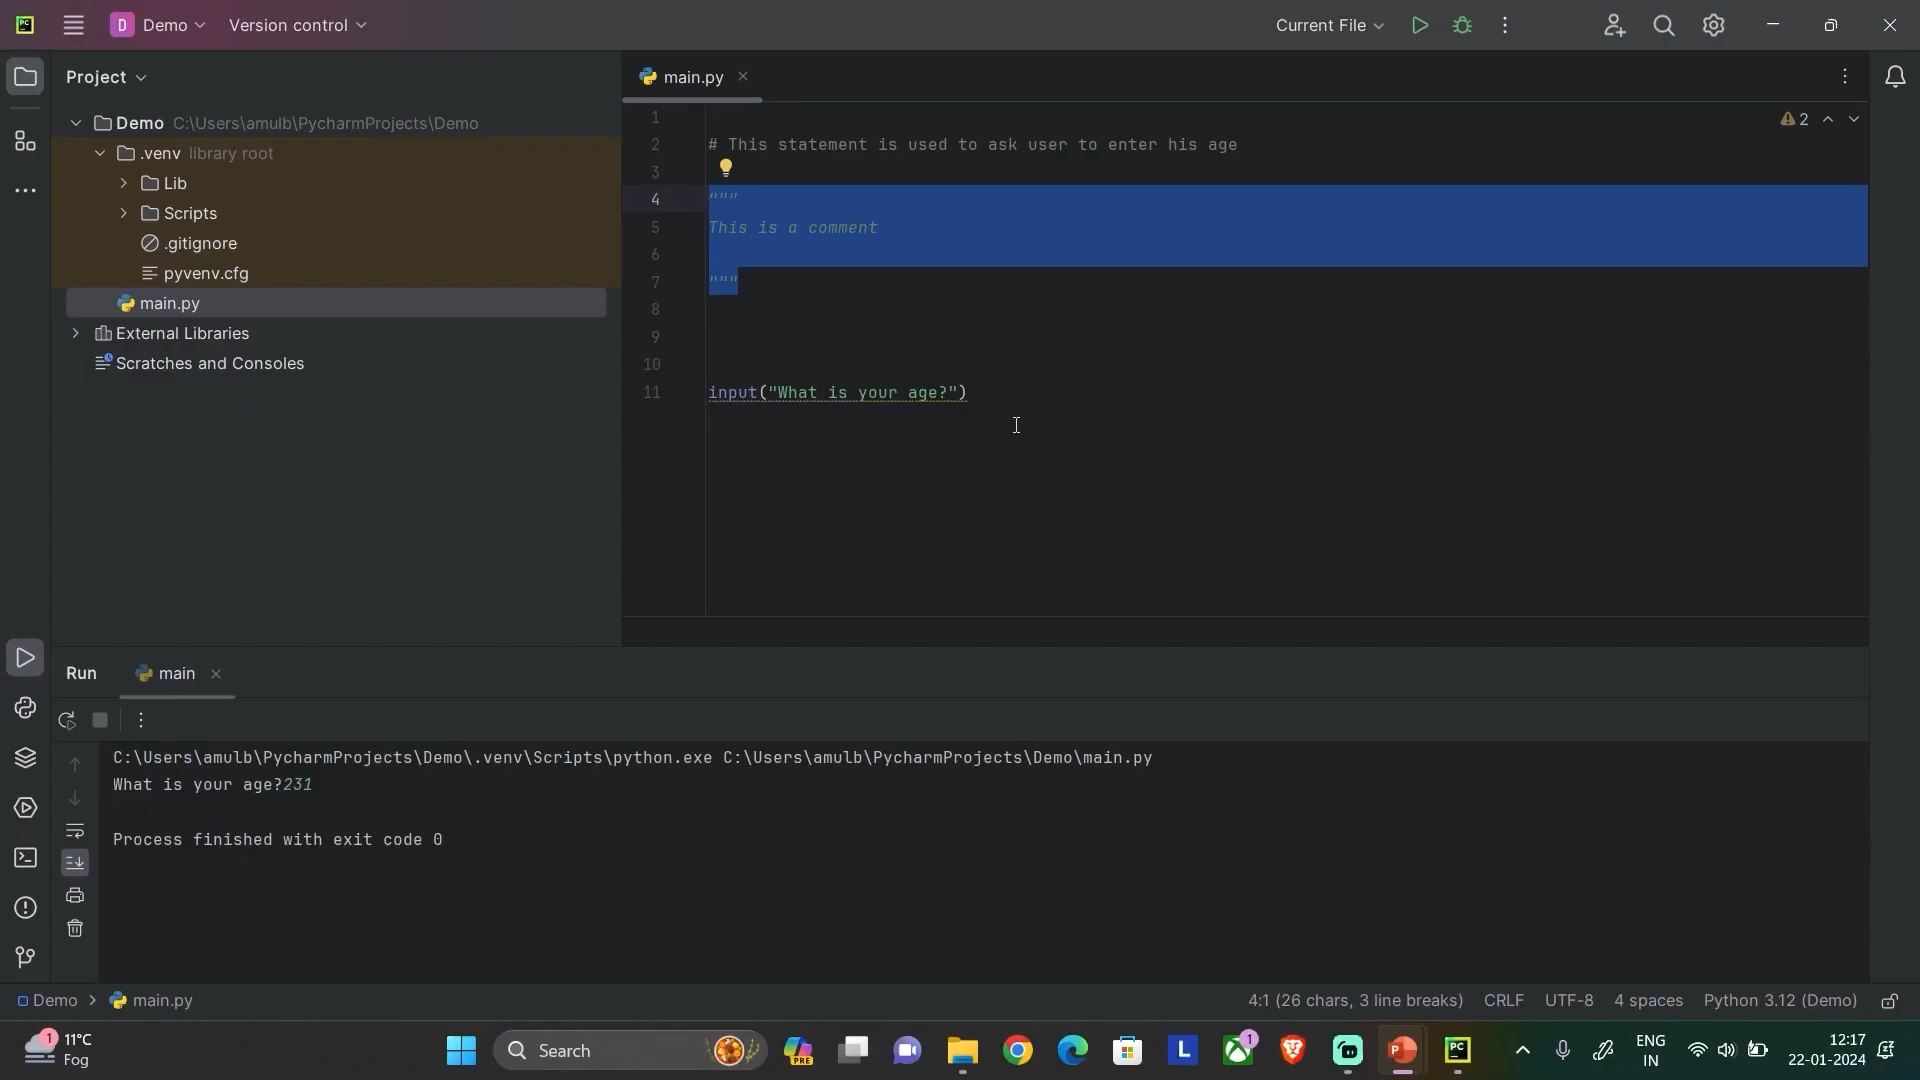 D Demo Version control Current File
Project
main.py
Demo C:\Users\amulb\PycharmProjects\Demo
.venv library root
Lib
Scripts
.gitignore
pyvenv.cfg
main.py
External Libraries
Scratches and Consoles
2
1
2 # This statement is used to ask user to enter his age
3
4 """
5 This is a comment
6
7 """
8
9
10
11 input("What is your age?")
Run main
C:\Users\amulb\PycharmProjects\Demo\.venv\Scripts\python.exe C:\Users\amulb\PycharmProjects\Demo\main.py
What is your age?231
Process finished with exit code 0
Demo > main.py
4:1 (26 chars, 3 line breaks) CRLF UTF-8 4 spaces Python 3.12 (Demo)
1 11°C
Fog
Search
PRE
L
1
P
PC
ENG
IN
12:17
22-01-2024